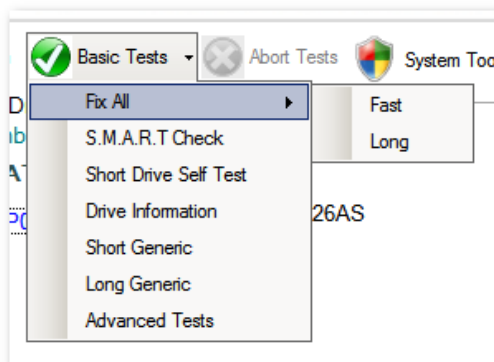 Basic Tests Abort Tests System Too
Fix All Fast
S.M.A.R.T Check Long
Short Drive Self Test
Drive Information 26AS
Short Generic
Long Generic
Advanced Tests